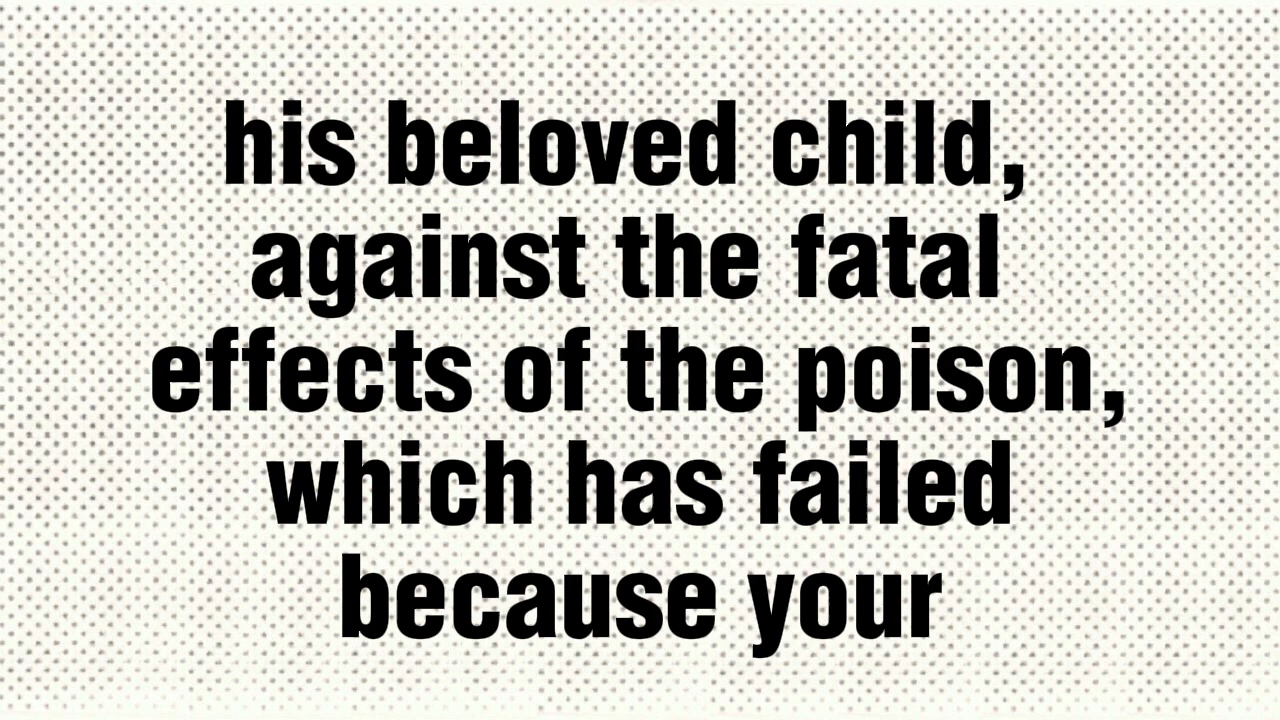 his beloved child,
against the fatal
effects of the poison,
which has failed
because your